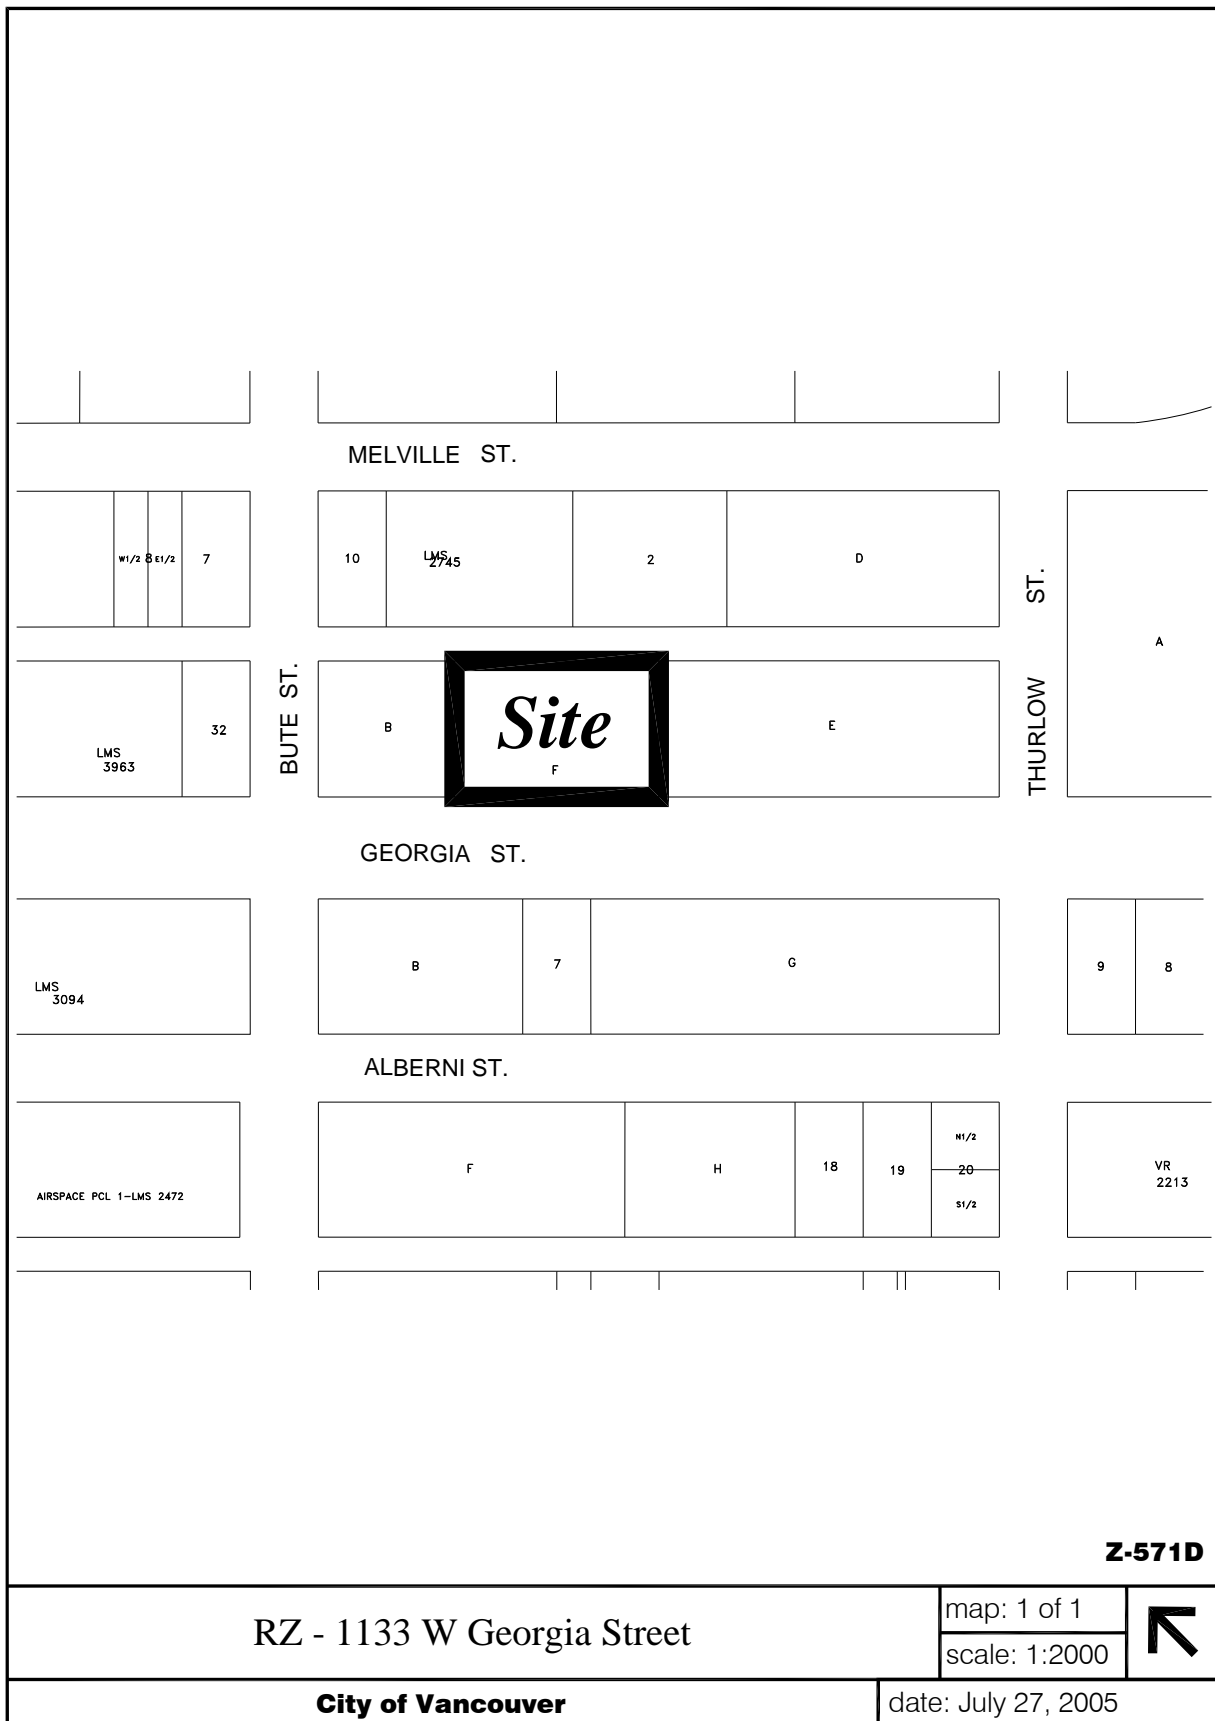 MELVILLE ST.
W1/2 8 E1/2 7
10
LMS
2745
2
D
ST.
THURLOW
A
BUTE ST.
32
LMS
3963
B
Site
F
E
GEORGIA ST.
LMS
3094
B
7
G
9
8
ALBERNI ST.
AIRSPACE PCL 1-LMS 2472
F
H
18
19
N1/2
20
S1/2
VR
2213
Z-571D
RZ - 1133 W Georgia Street
map: 1 of 1
scale: 1:2000
City of Vancouver
date: July 27, 2005